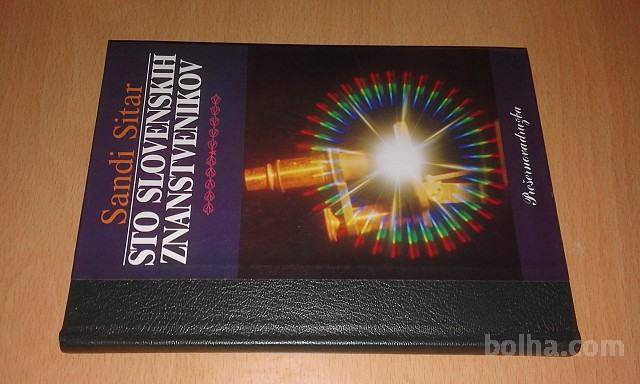 Sandi Sitar
STO SLOVENSKIH
ZNANSTVENIKOV
Prešernova družba
bolha.com